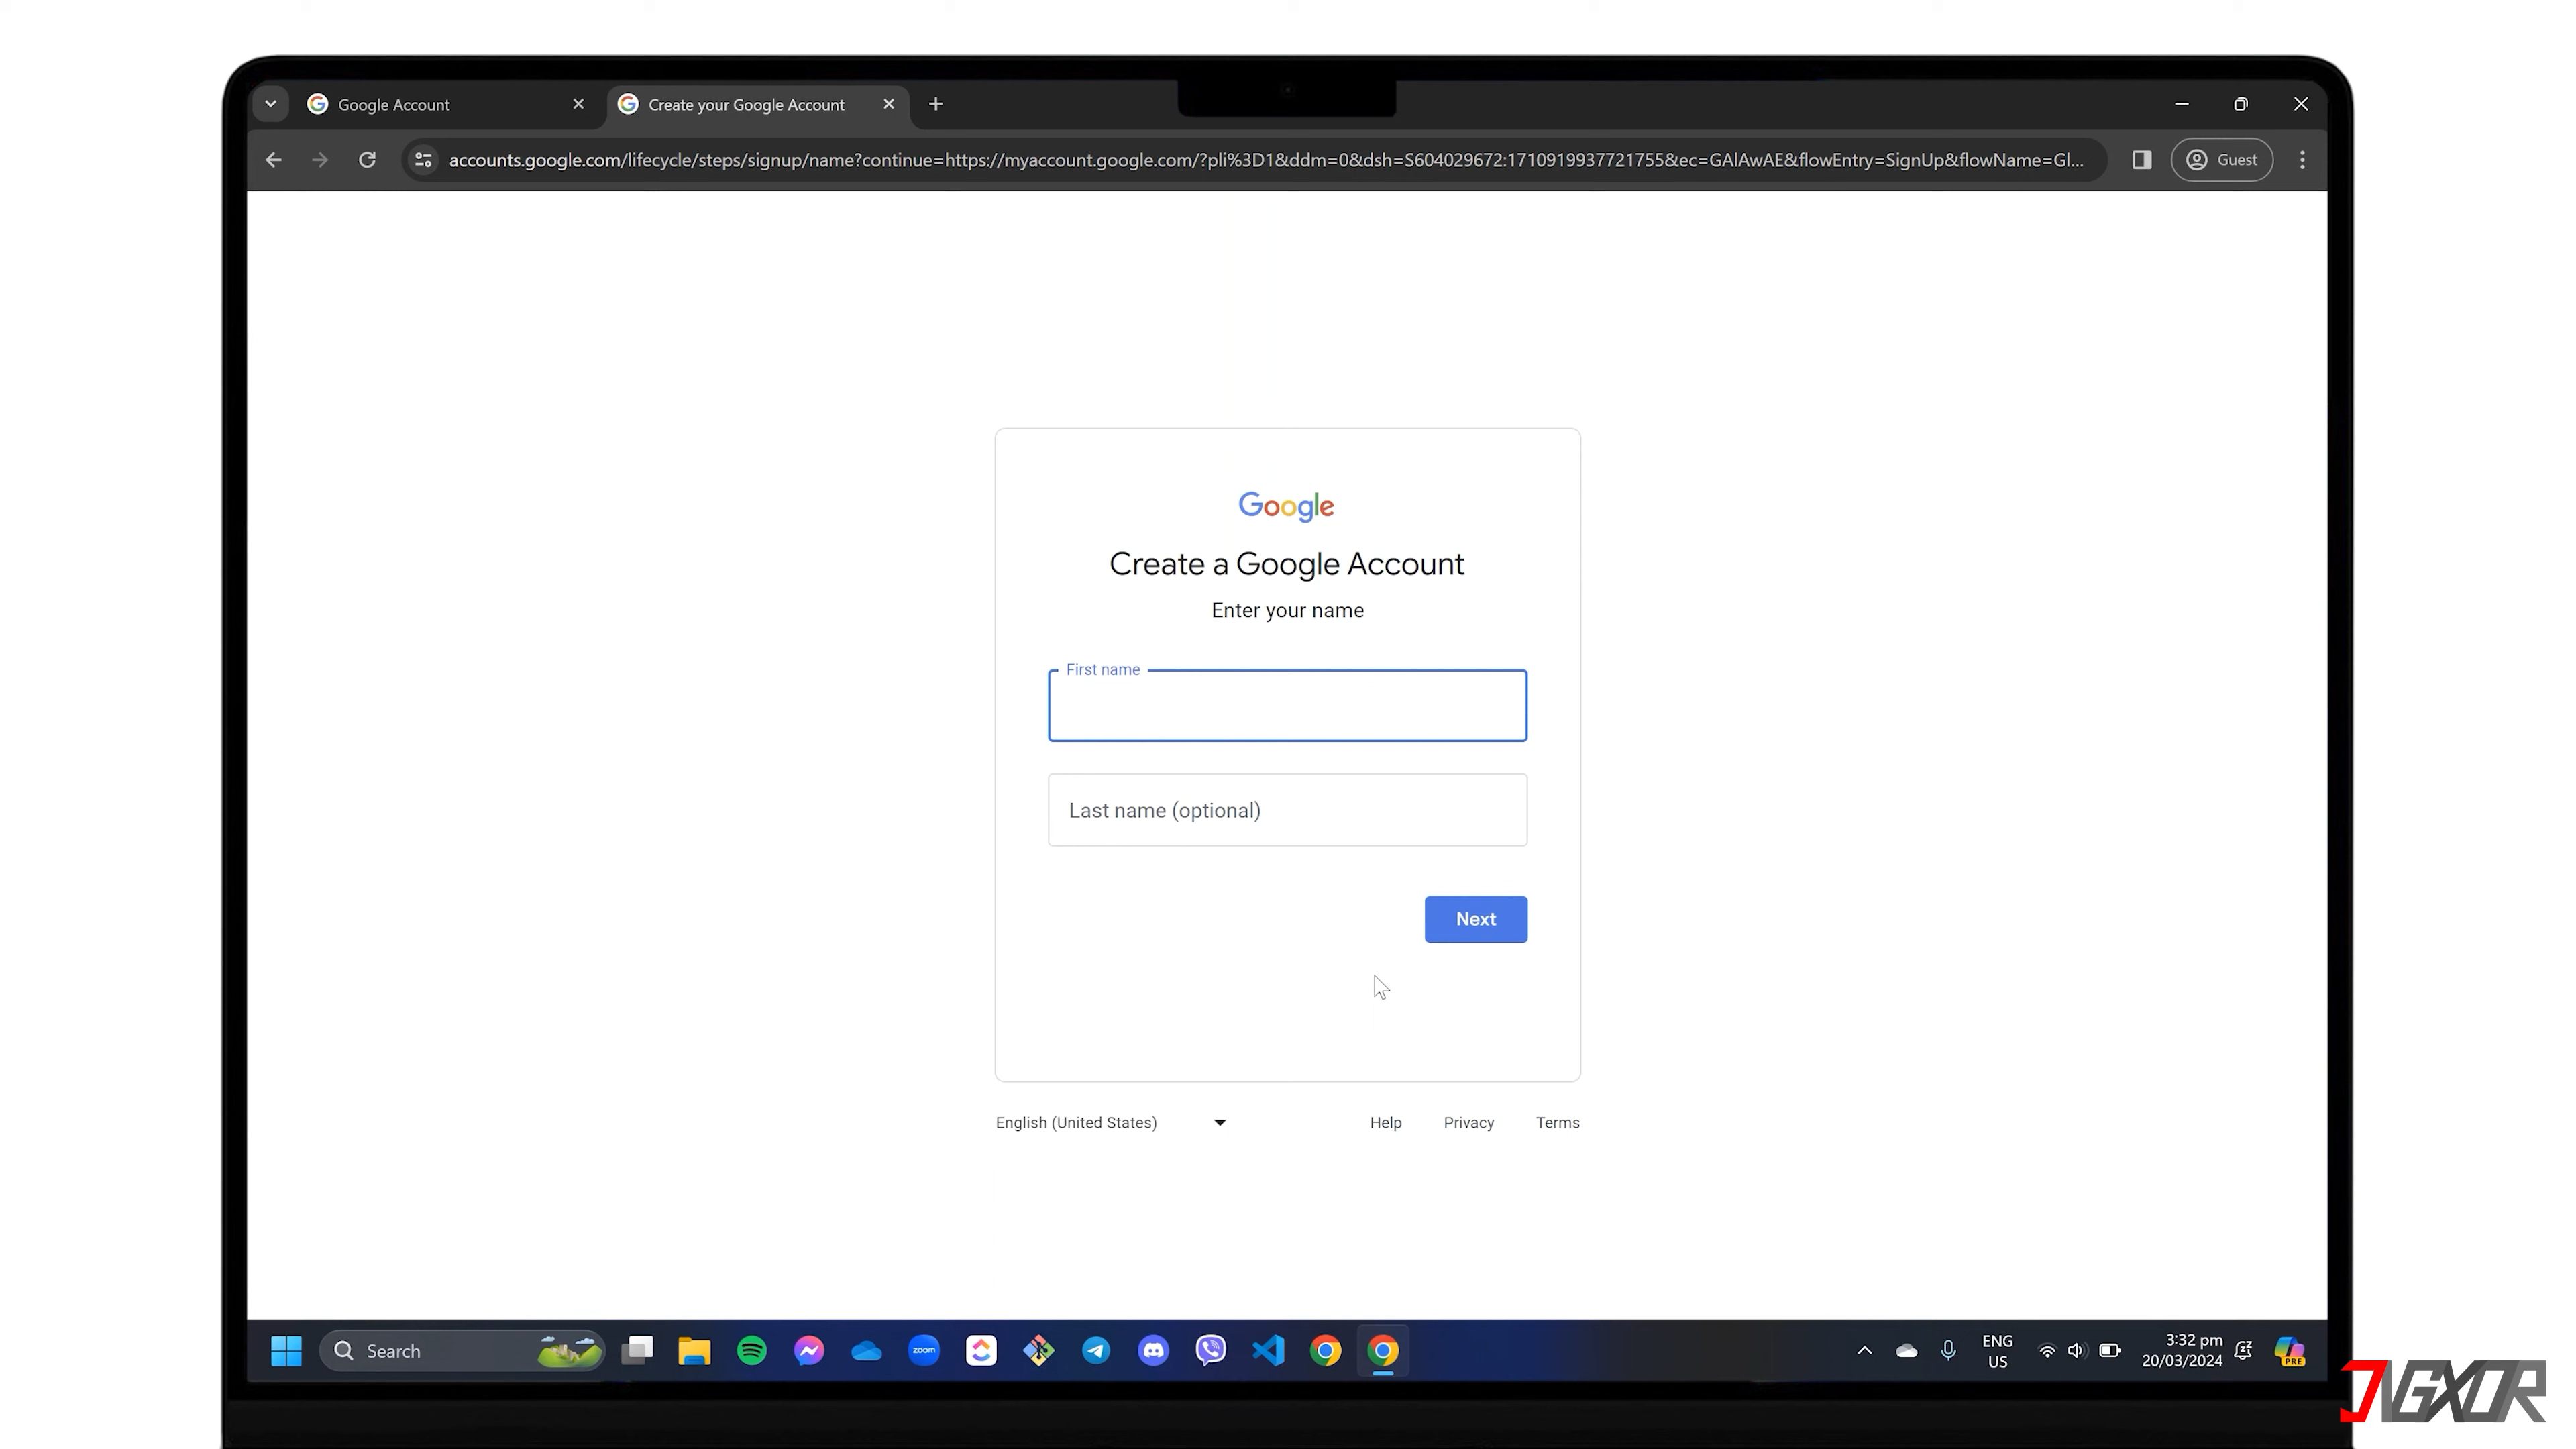 Google Account
Create your Google Account
accounts.google.com/lifecycle/steps/signup/name?continue=https://myaccount.google.com/?pli%3D1&ddm=0&dsh=S604029672:1710919937721755&ec=GAlAwAE&flowEntry=SignUp&flowName=Gl...
Guest
Google
Create a Google Account
Enter your name
First name
Last name (optional)
Next
English (United States)
Help
Privacy
Terms
Search
zoom
ENG
US
3:32 pm
20/03/2024
PRE
JNGXOR